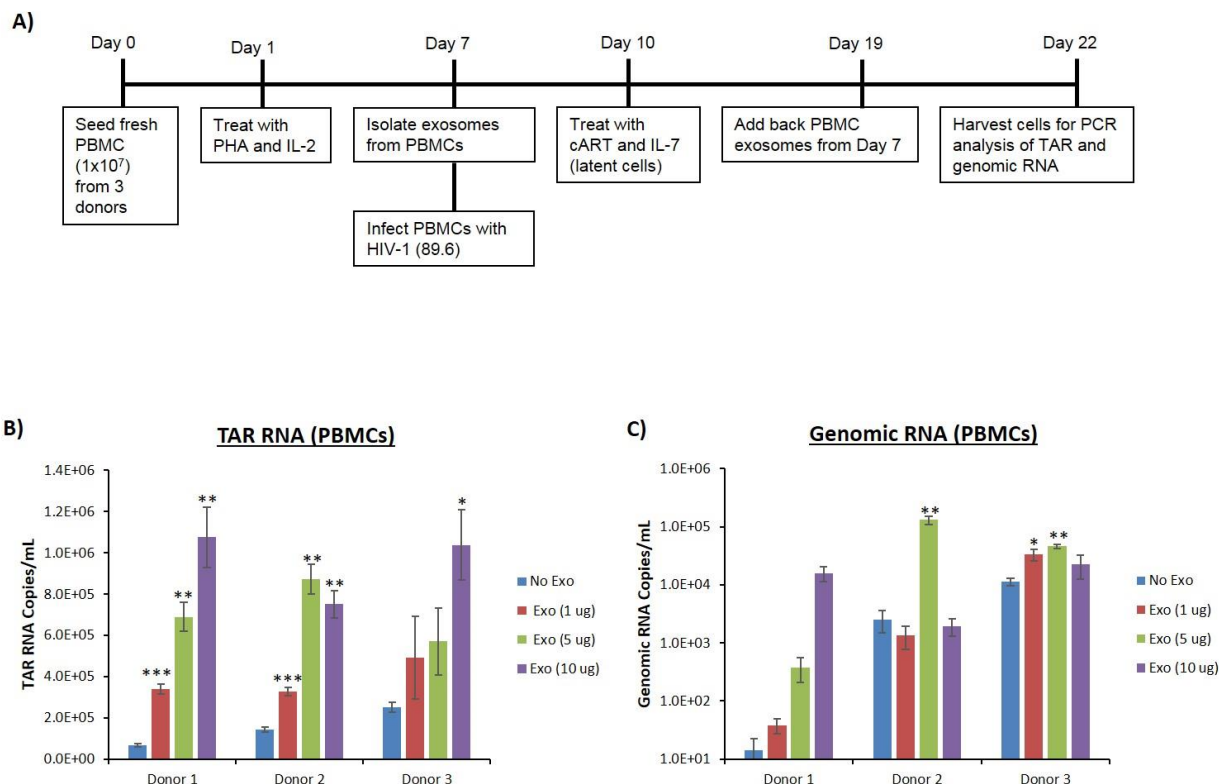 A)
Day 0
Day 1
Day 7
Day 10
Day 19
Day 22
Seed fresh
PBMC
(1x10⁷)
from 3
donors
Treat with
PHA and IL-2
Isolate exosomes
from PBMCs
Infect PBMCs with
HIV-1 (89.6)
Treat with
cART and IL-7
(latent cells)
Add back PBMC
exosomes from Day 7
Harvest cells for PCR
analysis of TAR and
genomic RNA
B)
TAR RNA (PBMCs)
TAR RNA Copies/mL
1.4E+06
1.2E+06
1.0E+06
8.0E+05
6.0E+05
4.0E+05
2.0E+05
0.0E+00
***
**
**
***
**
**
*
Donor 1
Donor 2
Donor 3
No Exo
Exo (1 ug)
Exo (5 ug)
Exo (10 ug)
C)
Genomic RNA (PBMCs)
Genomic RNA Copies/mL
1.0E+06
1.0E+05
1.0E+04
1.0E+03
1.0E+02
1.0E+01
**
*
**
Donor 1
Donor 2
Donor 3
No Exo
Exo (1 ug)
Exo (5 ug)
Exo (10 ug)